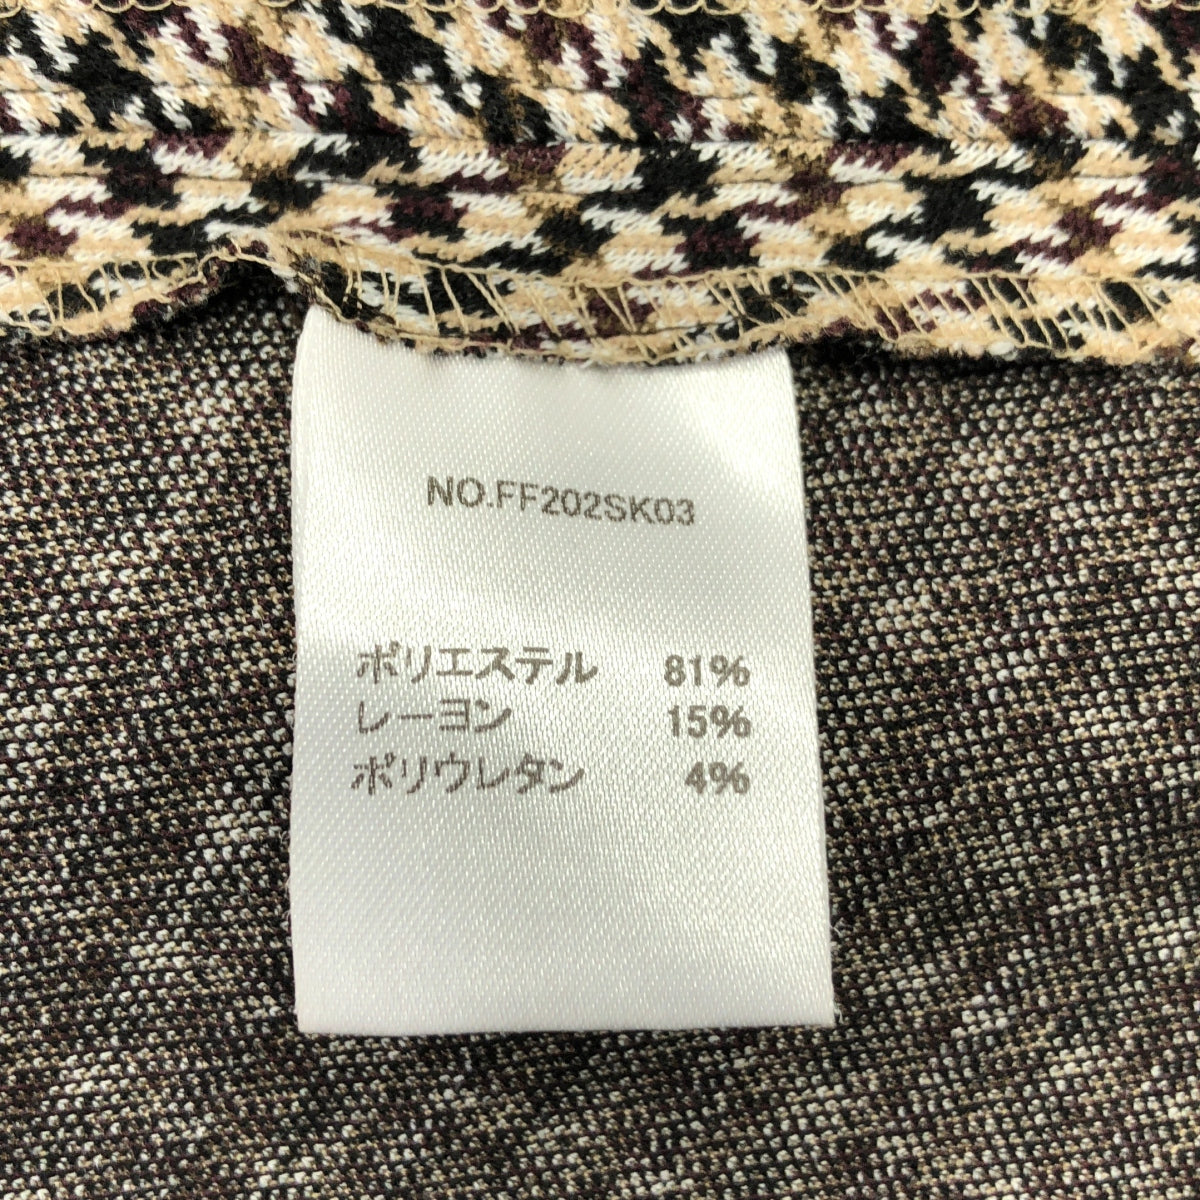 NO.FF202SK03
ポリエステル 81%
レーヨン 15%
ポリウレタン 4%